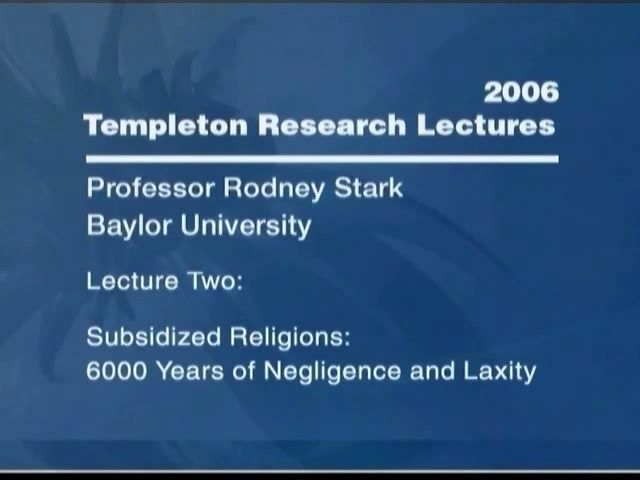 2006
Templeton Research Lectures
Professor Rodney Stark
Baylor University
Lecture Two:
Subsidized Religions:
6000 Years of Negligence and Laxity